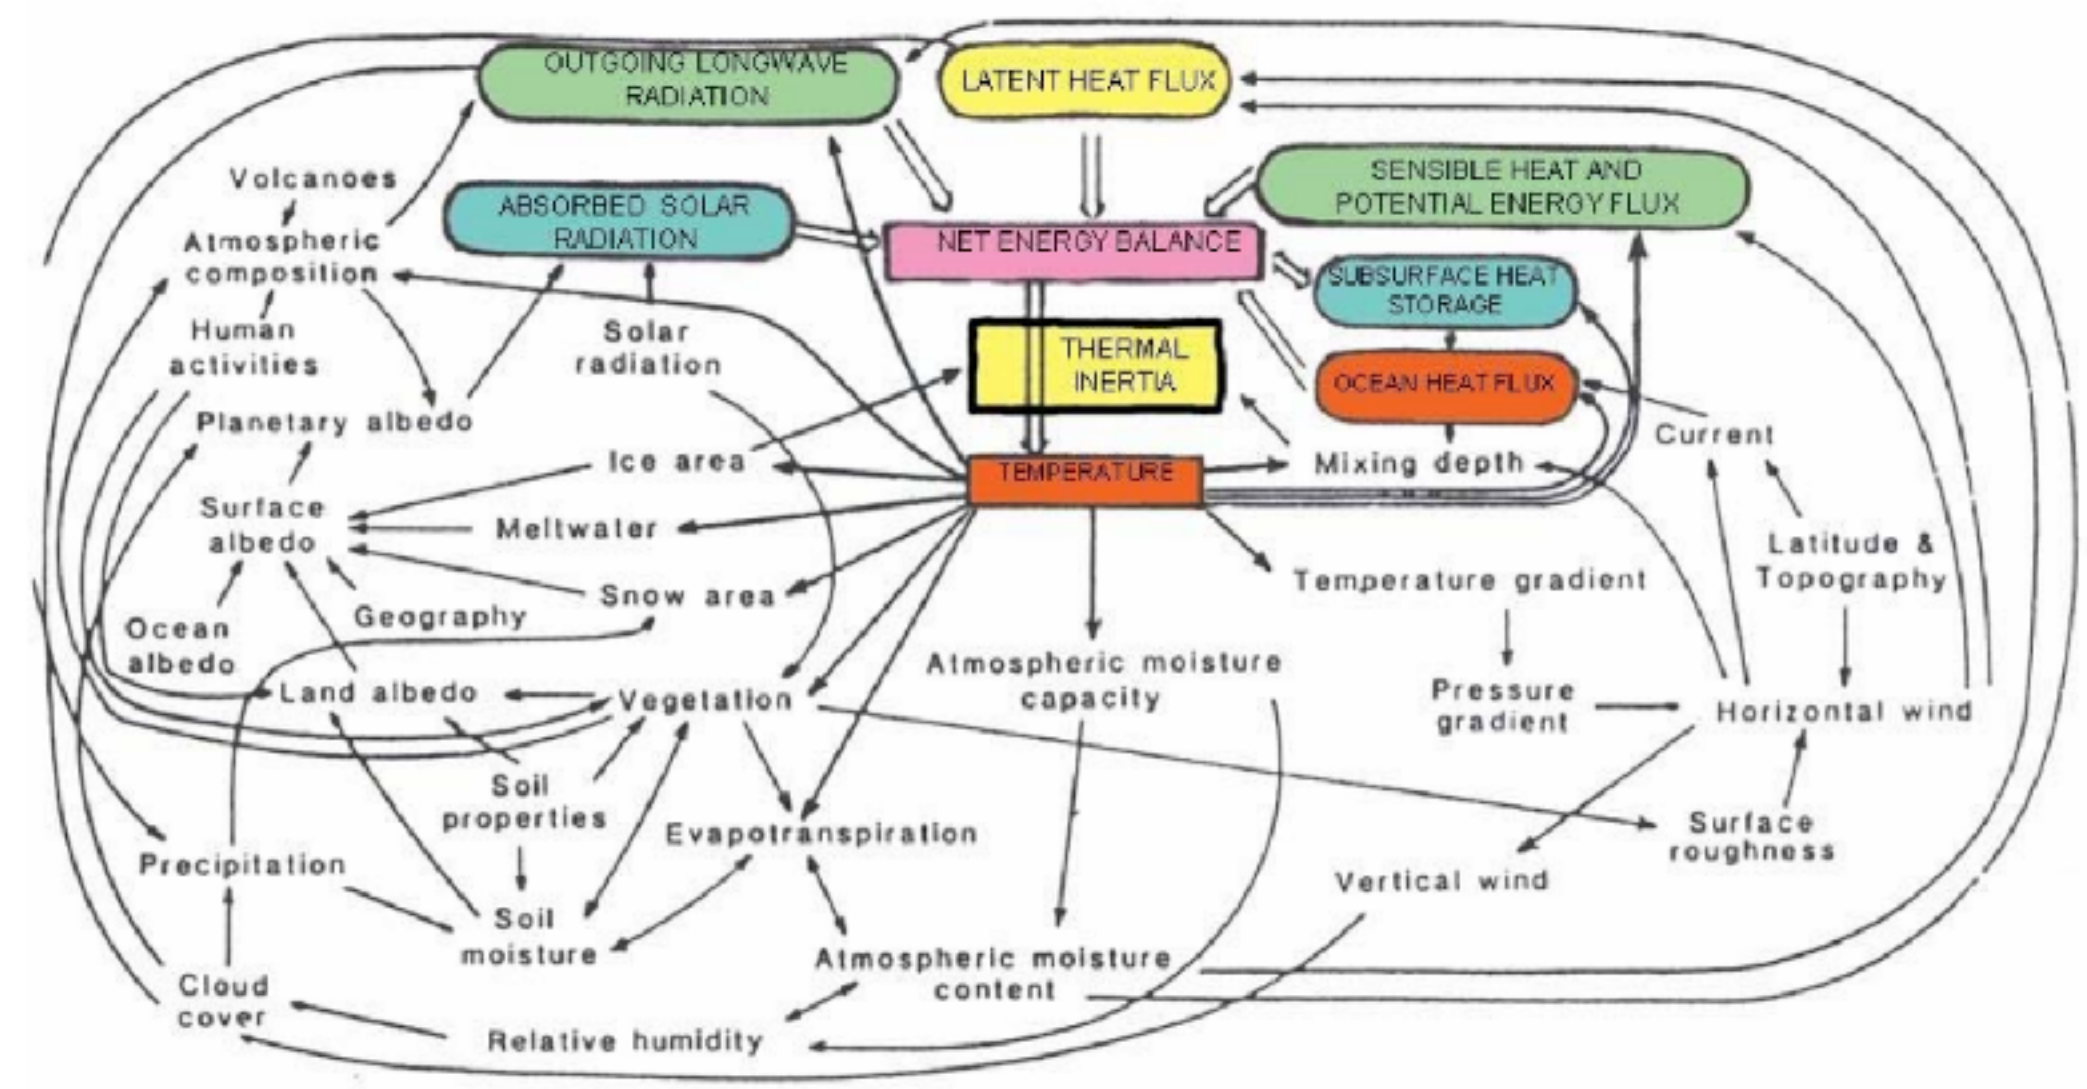 OUTGOING LONGWAVE
RADIATION
LATENT HEAT FLUX
SENSIBLE HEAT AND
POTENTIAL ENERGY FLUX
Volcanoes
ABSORBED SOLAR
RADIATION
Atmospheric
composition
NET ENERGY BALANCE
SUBSURFACE HEAT
STORAGE
Human
activities
Solar
radiation
THERMAL
INERTIA
OCEAN HEAT FLUX
Planetary albedo
Current
Ice area
TEMPERATURE
Mixing depth
Surface
albedo
Meltwater
Latitude &
Topography
Temperature gradient
Snow area
Geography
Ocean
albedo
Atmospheric moisture
capacity
Land albedo
Vegetation
Pressure
gradient
Horizontal wind
Soil
properties
Evapotranspiration
Surface
roughness
Precipitation
Vertical wind
Soil
moisture
Atmospheric moisture
content
Cloud
cover
Relative humidity